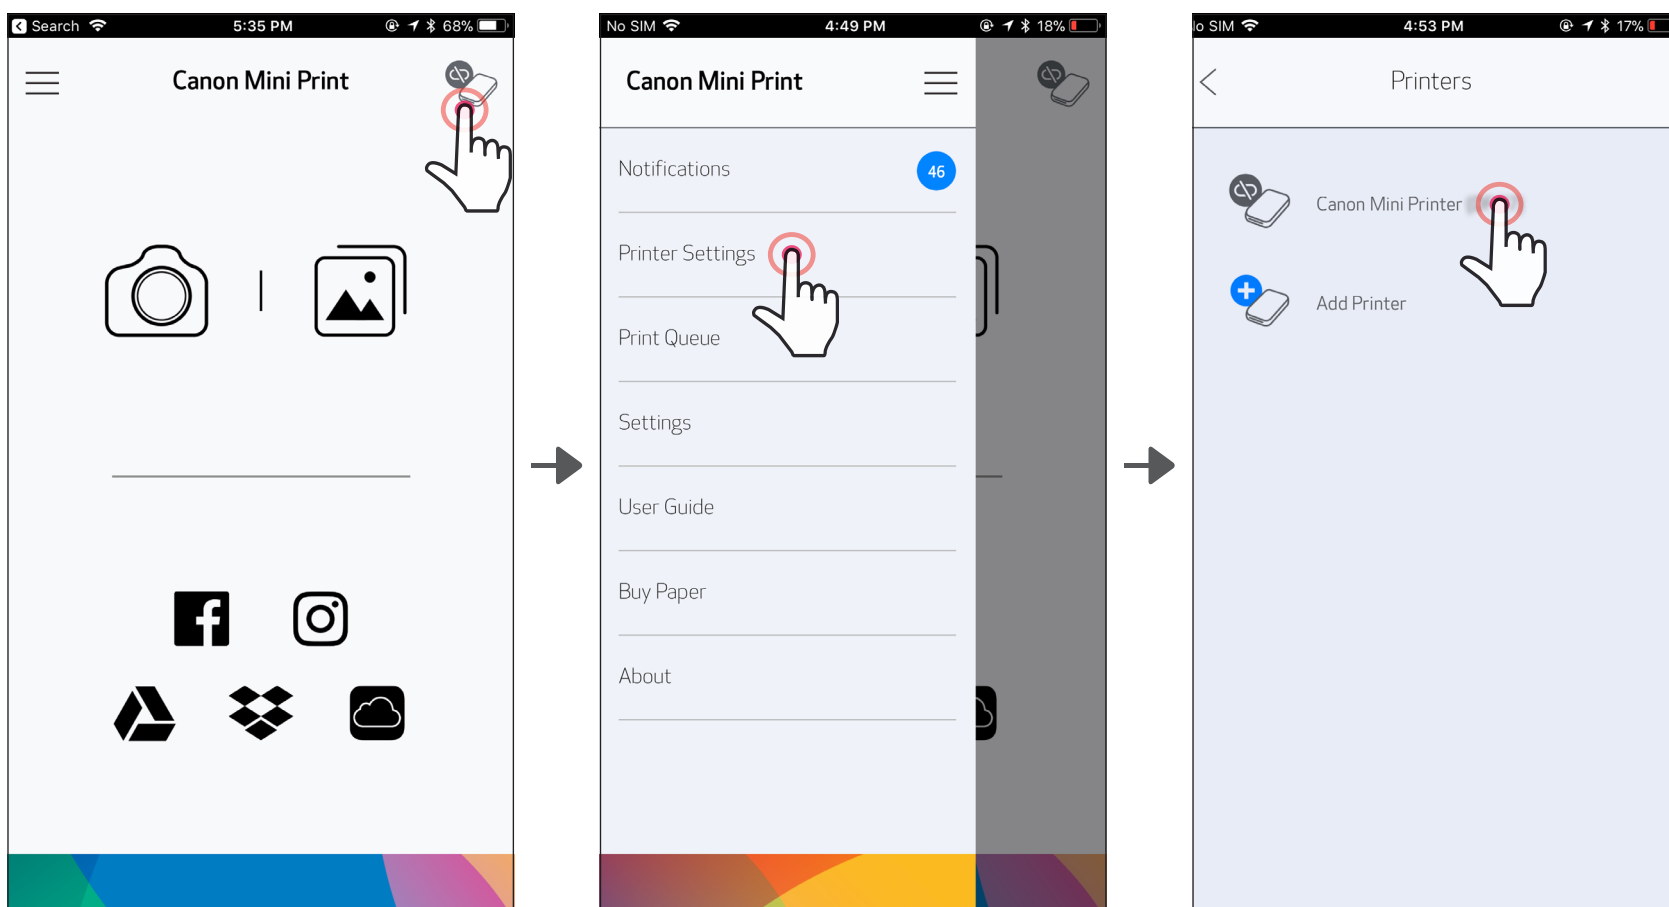 Search 5:35 PM 68%
Canon Mini Print
No SIM 4:49 PM 18%
Canon Mini Print
Notifications 46
Printer Settings
Print Queue
Settings
User Guide
Buy Paper
About
lo SIM 4:53 PM 17%
Printers
Canon Mini Printer
Add Printer